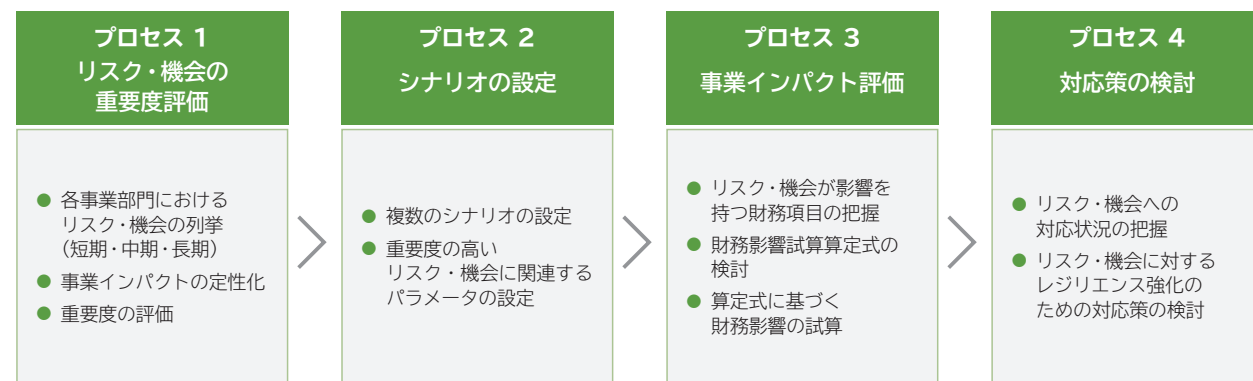 プロセス 1
リスク・機会の
重要度評価
● 各事業部門における
リスク・機会の列挙
（短期・中期・長期）
● 事業インパクトの定性化
● 重要度の評価
プロセス 2
シナリオの設定
● 複数のシナリオの設定
● 重要度の高い
リスク・機会に関連する
パラメータの設定
プロセス 3
事業インパクト評価
● リスク・機会が影響を
持つ財務項目の把握
● 財務影響試算算定式の
検討
● 算定式に基づく
財務影響の試算
プロセス 4
対応策の検討
● リスク・機会への
対応状況の把握
● リスク・機会に対する
レジリエンス強化の
ための対応策の検討